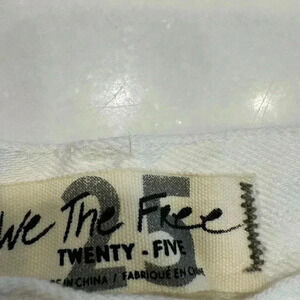 25
We The Free
TWENTY - FIVE
IN CHINA / FABRIQUÉ EN